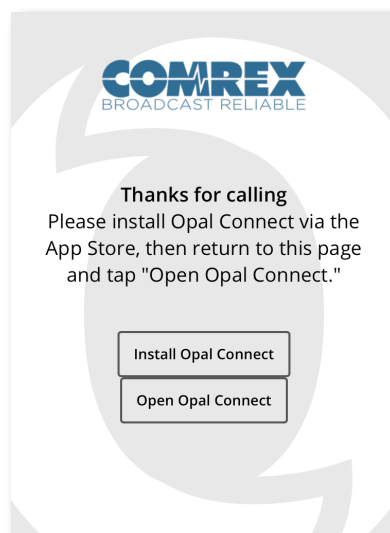 COMREX
BROADCAST RELIABLE
Thanks for calling
Please install Opal Connect via the
App Store, then return to this page
and tap "Open Opal Connect."
Install Opal Connect
Open Opal Connect